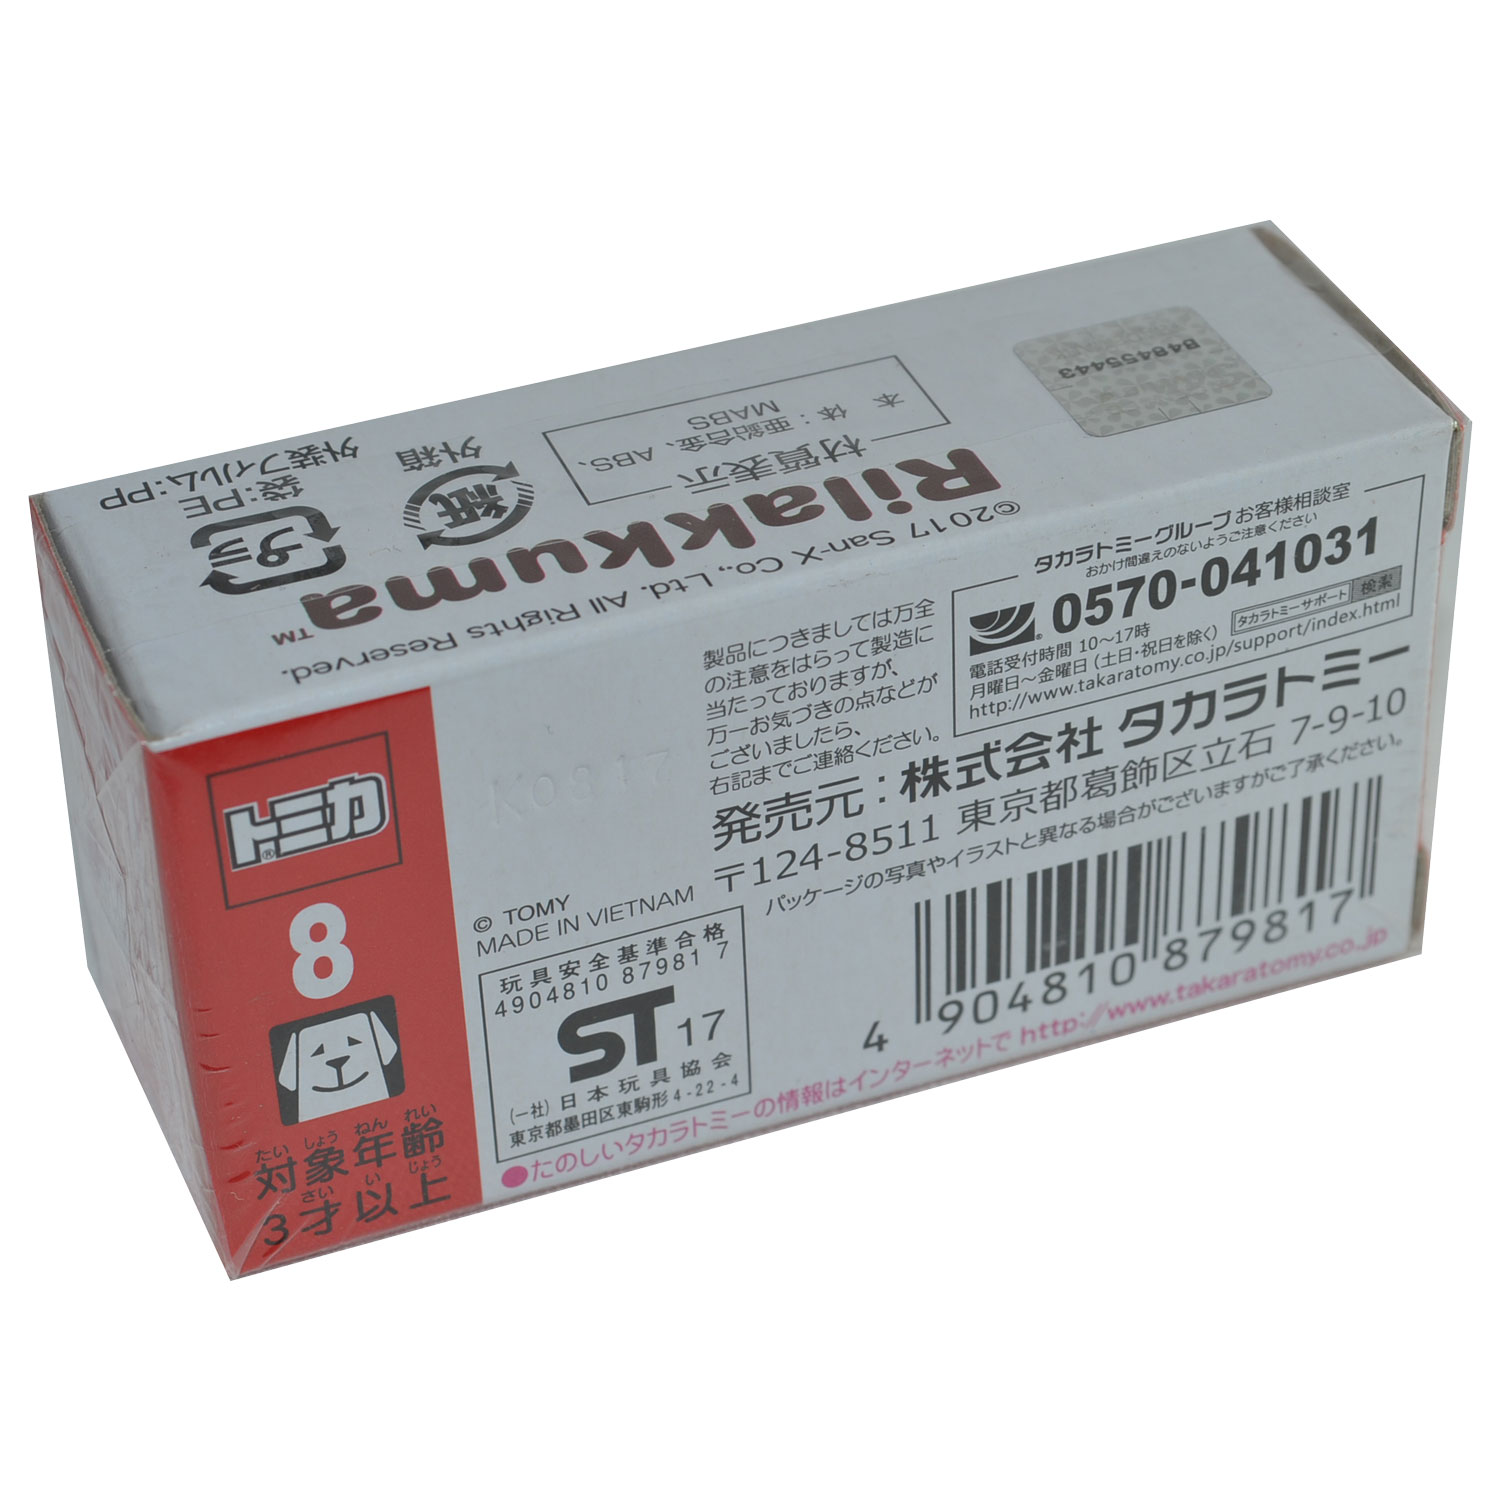 B48455443
材質表示
本 体：亜鉛合金、ABS、
MABS
外箱
紙
プラ
袋:PE
外装フィルム:PP
Rilakkuma™
©2017 San-X Co., Ltd. All Rights Reserved.
トミカ®
8
たいしょうねんれい
対象年齢
さい い じょう
3才以上
K0817
© TOMY
MADE IN VIETNAM
玩具安全基準合格
4904810 87981 7
ST 17
(一社) 日本玩具協会
東京都墨田区東駒形4-22-4
製品につきましては万全
の注意をはらって製造に
当たっておりますが、
万一お気づきの点などが
ございましたら、
右記までご連絡ください。
タカラトミーグループお客様相談室
おかけ間違えのないようご注意ください
0570-041031
電話受付時間 10～17時
月曜日～金曜日 (土日・祝日を除く)
タカラトミーサポート 検索
http://www.takaratomy.co.jp/support/index.html
発売元：株式会社 タカラトミー
〒124-8511 東京都葛飾区立石 7-9-10
パッケージの写真やイラストと異なる場合がございますがご了承ください。
4 904810 879817
●たのしいタカラトミーの情報はインターネットで http://www.takaratomy.co.jp